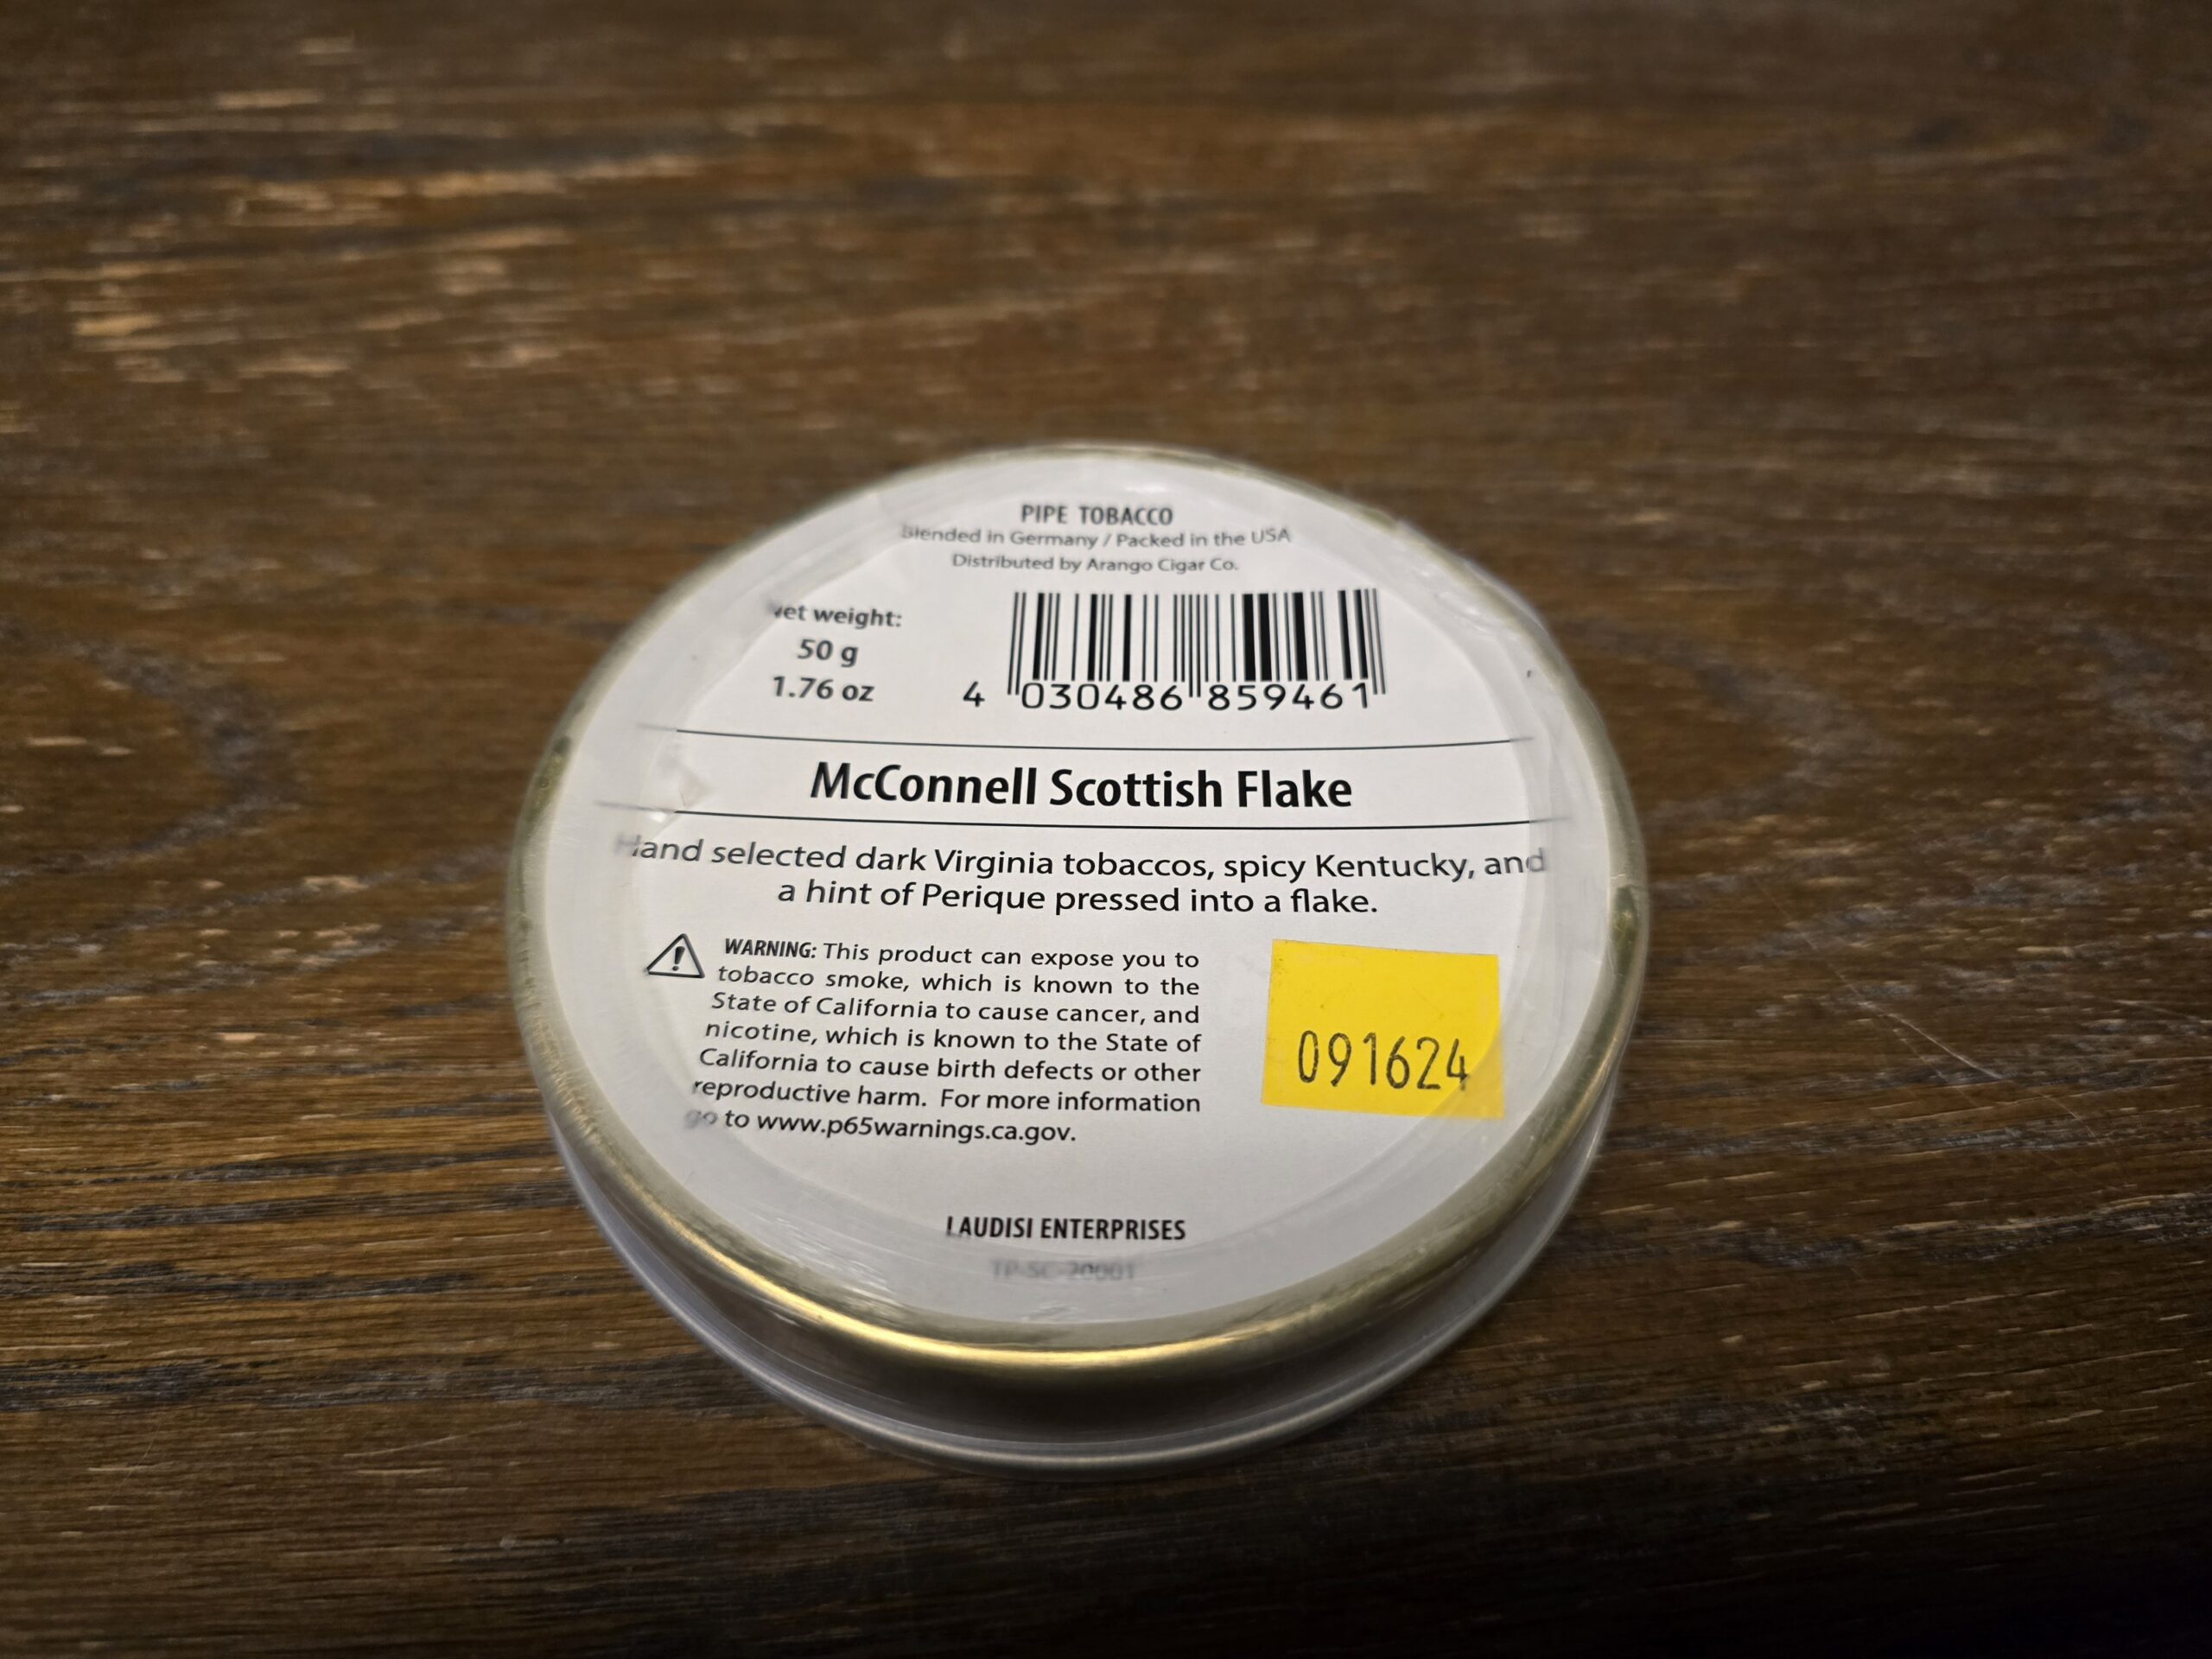 PIPE TOBACCO
Blended in Germany / Packed in the USA
Distributed by Arango Cigar Co.
Net weight:
50 g
1.76 oz
4 030486 859461
McConnell Scottish Flake
Hand selected dark Virginia tobaccos, spicy Kentucky, and
a hint of Perique pressed into a flake.
WARNING: This product can expose you to
tobacco smoke, which is known to the
State of California to cause cancer, and
nicotine, which is known to the State of
California to cause birth defects or other
reproductive harm. For more information
go to www.p65warnings.ca.gov.
091624
LAUDISI ENTERPRISES
TP-SC-20001